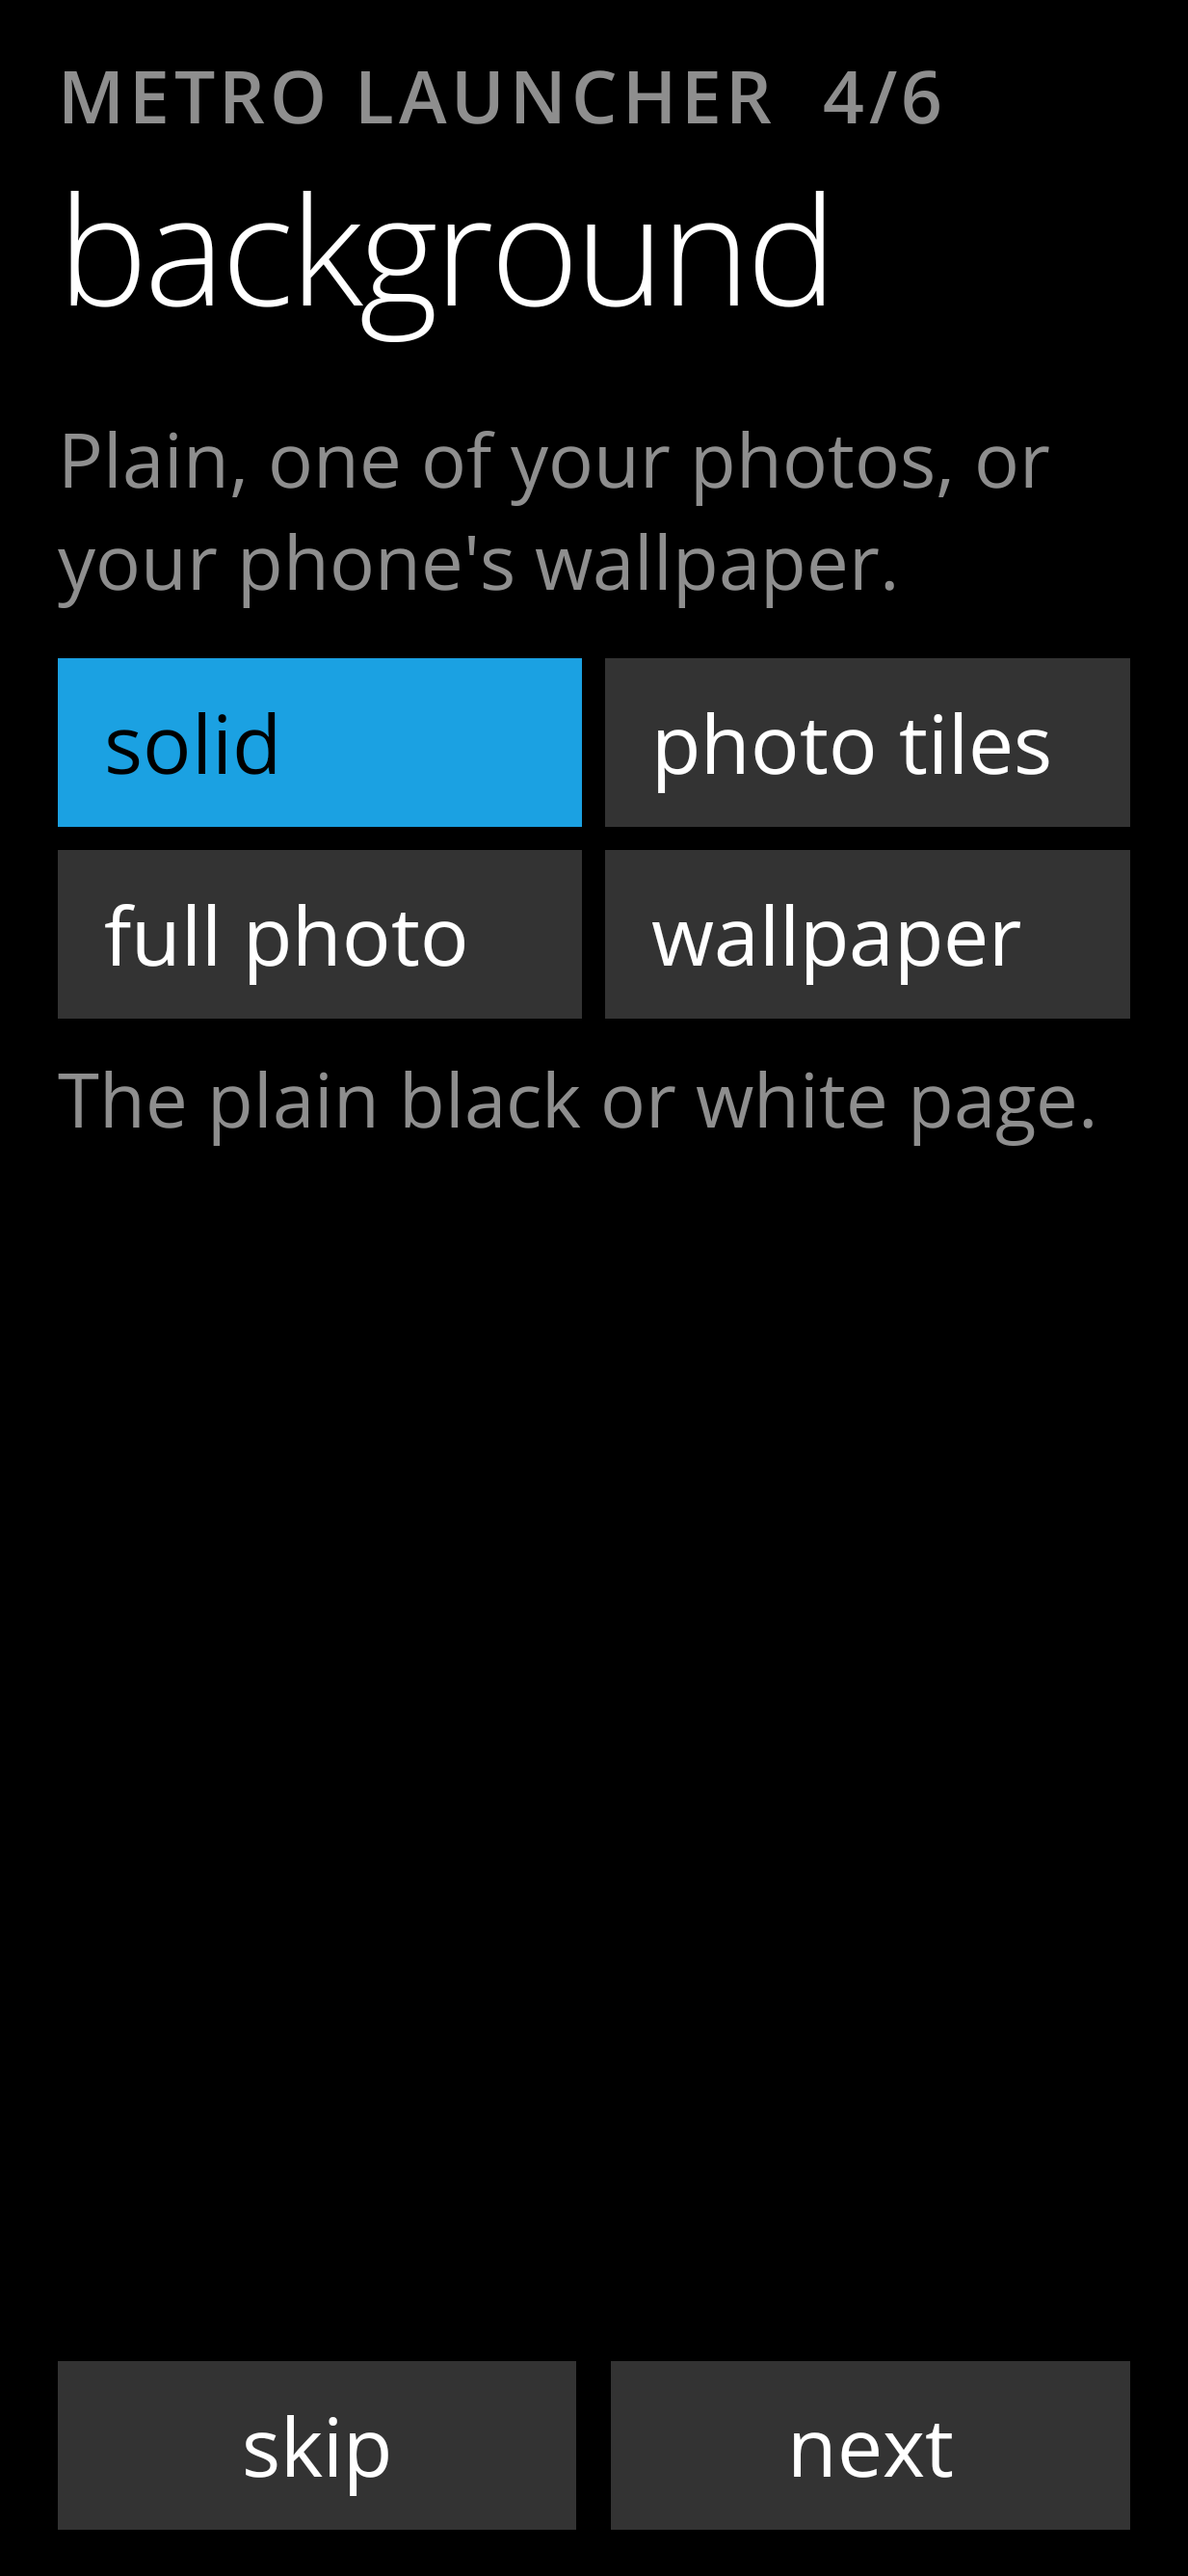 METRO LAUNCHER 4/6
background
Plain, one of your photos, or
your phone's wallpaper.
solid
photo tiles
full photo
wallpaper
The plain black or white page.
skip
next